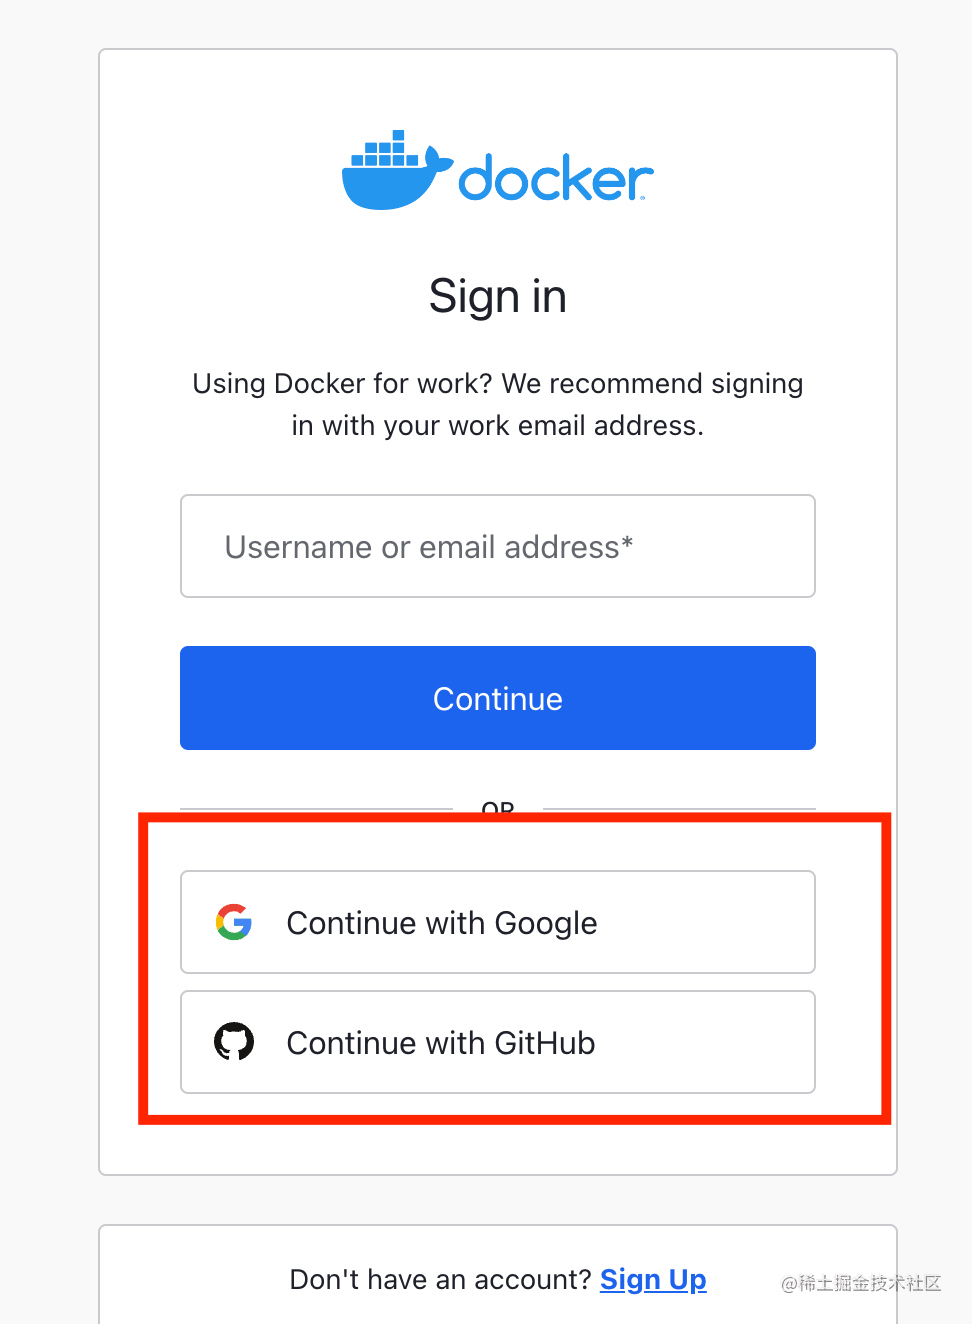 docker
Sign in
Using Docker for work? We recommend signing
in with your work email address.
Username or email address*
Continue
OR
Continue with Google
Continue with GitHub
Don't have an account? Sign Up
@稀土掘金技术社区